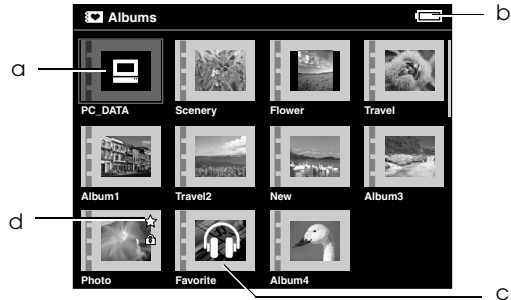 Albums
b
a
PC_DATA Scenery Flower Travel
Album1 Travel2 New Album3
d
Photo Favorite Album4
c